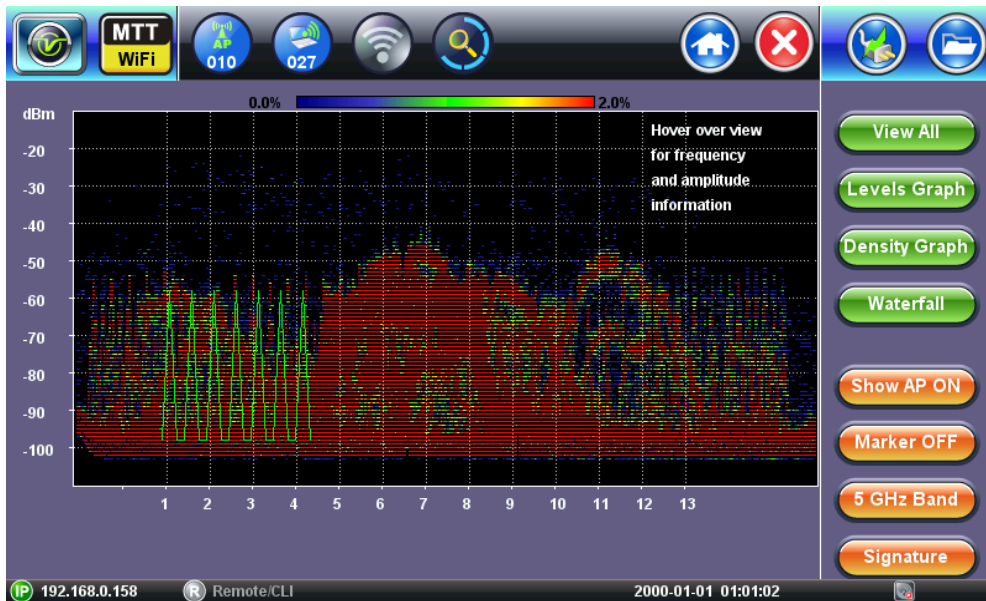 MTT
WiFi
AP
010
027
0.0%
2.0%
dBm
-20
-30
-40
-50
-60
-70
-80
-90
-100
Hover over view
for frequency
and amplitude
information
1 2 3 4 5 6 7 8 9 10 11 12 13
View All
Levels Graph
Density Graph
Waterfall
Show AP ON
Marker OFF
5 GHz Band
Signature
IP 192.168.0.158
R Remote/CLI
2000-01-01 01:01:02